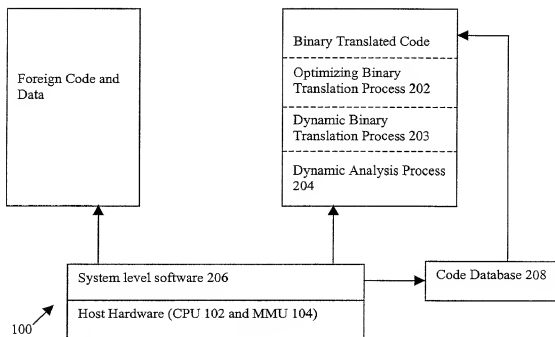 Foreign Code and
Data
Binary Translated Code
Optimizing Binary
Translation Process 202
Dynamic Binary
Translation Process 203
Dynamic Analysis Process
204
System level software 206
Code Database 208
Host Hardware (CPU 102 and MMU 104)
100